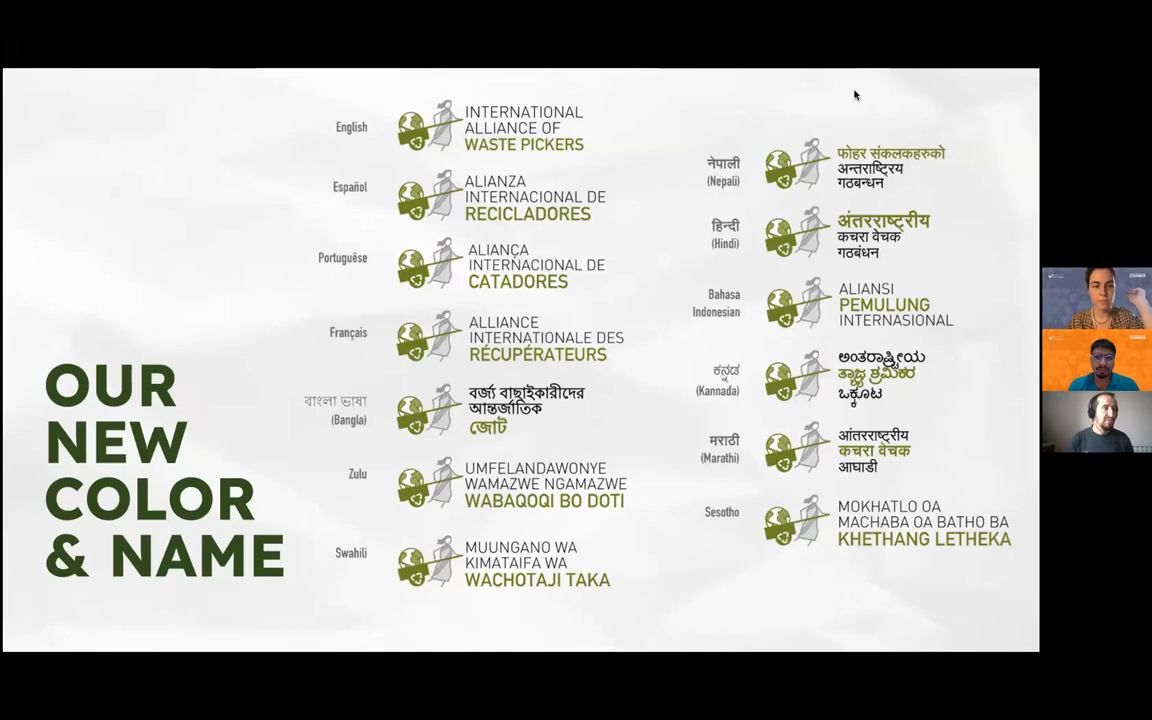 OUR
NEW
COLOR
& NAME
English
INTERNATIONAL
ALLIANCE OF
WASTE PICKERS
Español
ALIANZA
INTERNACIONAL DE
RECICLADORES
Portuguêse
ALIANÇA
INTERNACIONAL DE
CATADORES
Français
ALLIANCE
INTERNATIONALE DES
RÉCUPÉRATEURS
বাংলা ভাষা
(Bangla)
বর্জ্য বাছাইকারীদের
আন্তর্জাতিক
জোট
Zulu
UMFELANDAWONYE
WAMAZWE NGAMAZWE
WABAQOQI BO DOTI
Swahili
MUUNGANO WA
KIMATAIFA WA
WACHOTAJI TAKA
नेपाली
(Nepali)
फोहर संकलकहरुको
अन्तराष्ट्रिय
गठबन्धन
हिन्दी
(Hindi)
अंतरराष्ट्रीय
कचरा वेचक
गठबंधन
Bahasa
Indonesian
ALIANSI
PEMULUNG
INTERNASIONAL
ಕನ್ನಡ
(Kannada)
ಅಂತರಾಷ್ಟ್ರೀಯ
ತ್ಯಾಜ್ಯ ಶ್ರಮಿಕರ
ಒಕ್ಕೂಟ
मराठी
(Marathi)
आंतरराष्ट्रीय
कचरा वेचक
आघाडी
Sesotho
MOKHATLO OA
MACHABA OA BATHO BA
KHETHANG LETHEKA